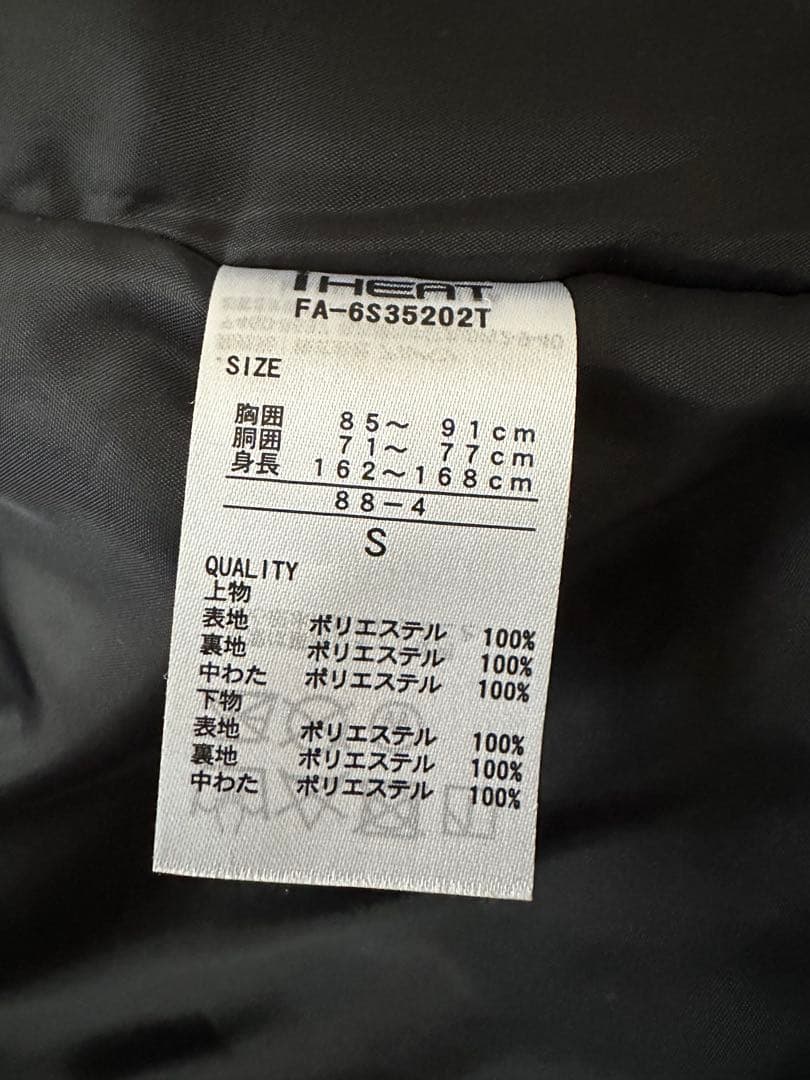 iHEAT
FA-6S35202T
SIZE
胸囲 85～ 91cm
胴囲 71～ 77cm
身長 162～168cm
88-4
S
QUALITY
上物
表地 ポリエステル 100%
裏地 ポリエステル 100%
中わた ポリエステル 100%
下物
表地 ポリエステル 100%
裏地 ポリエステル 100%
中わた ポリエステル 100%